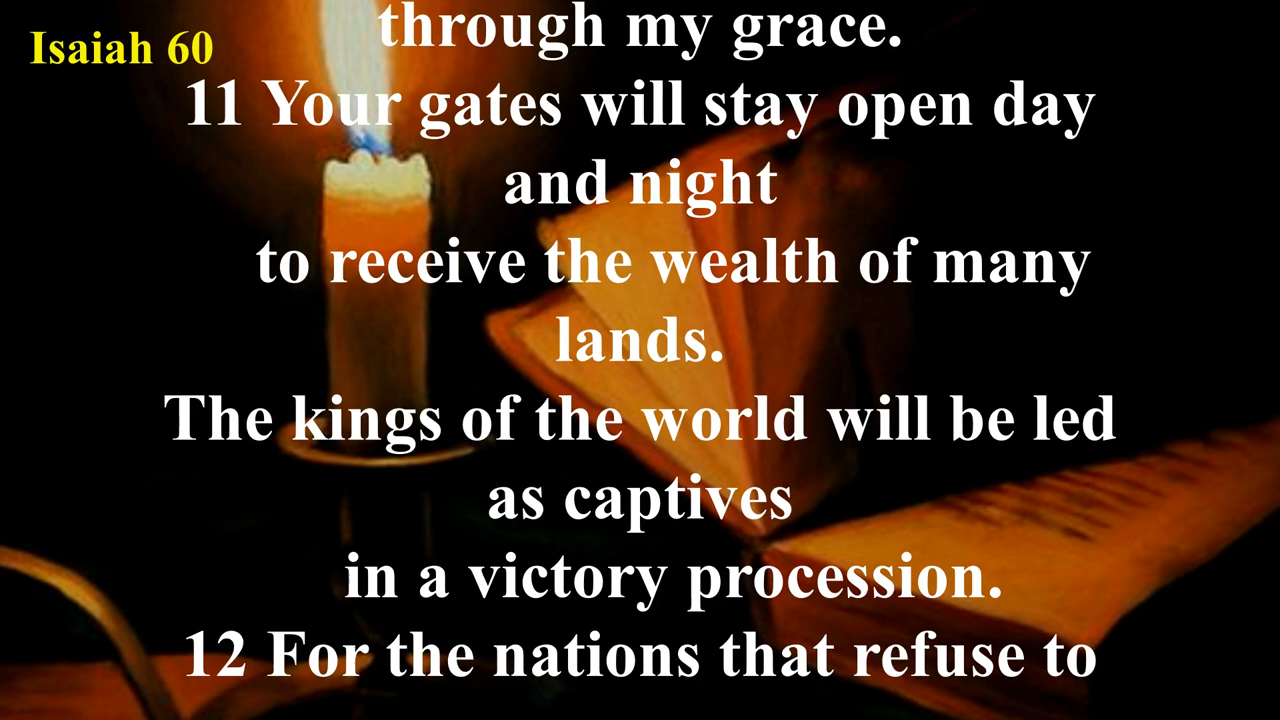 Isaiah 60
through my grace.
11 Your gates will stay open day
and night
to receive the wealth of many
lands.
The kings of the world will be led
as captives
in a victory procession.
12 For the nations that refuse to